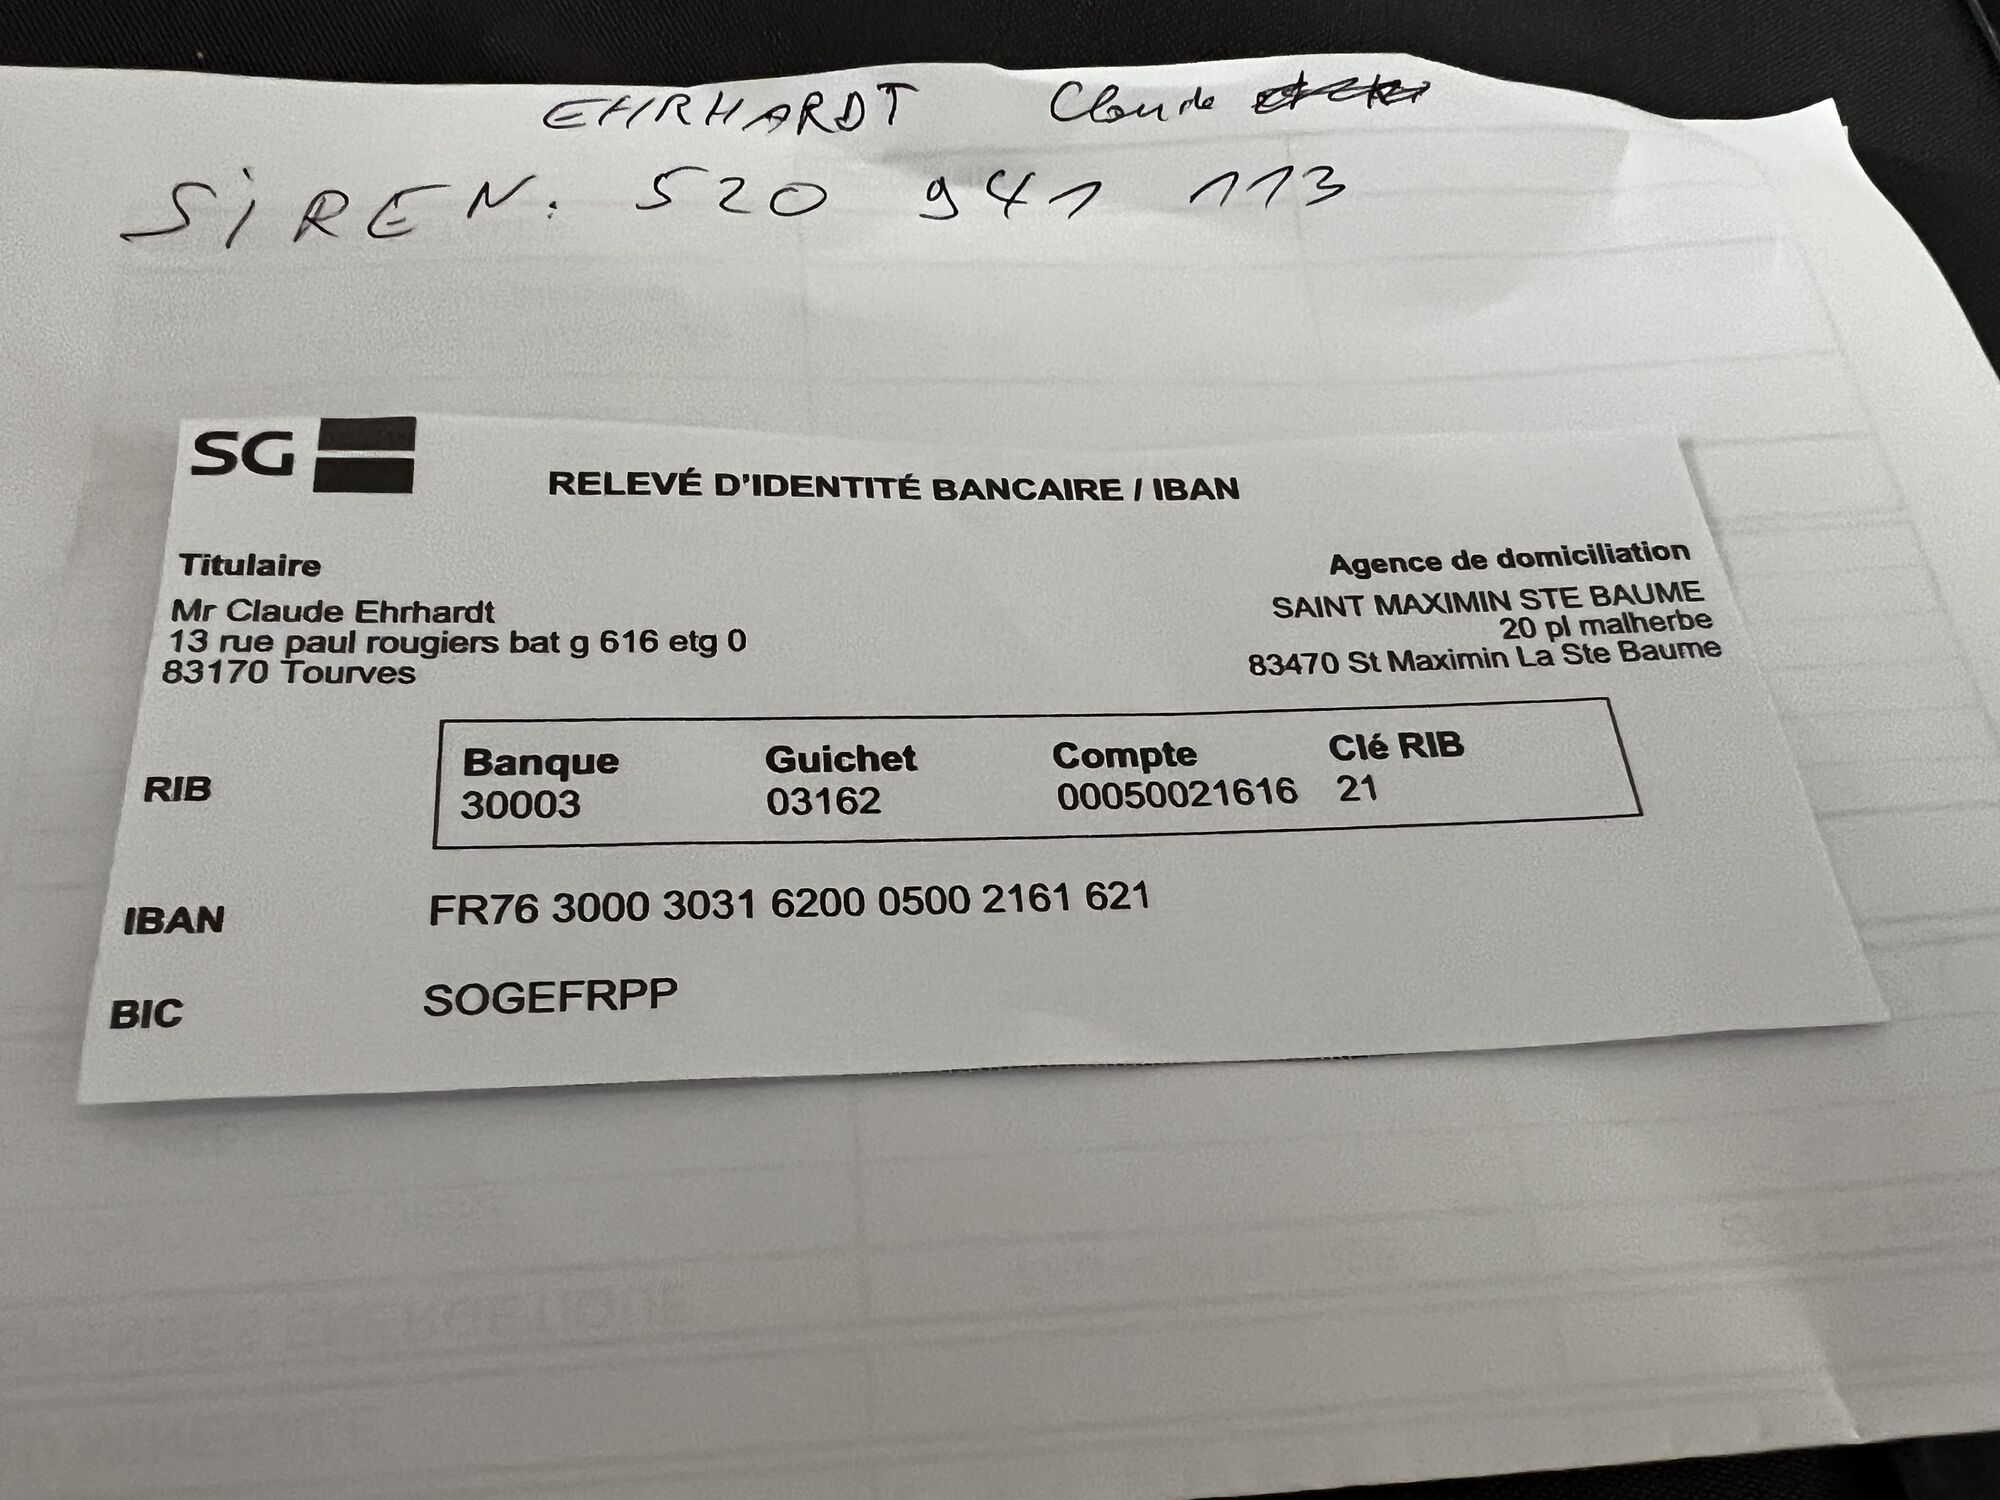 EHRHARDT Claude
SIREN: 520 941 113
SG
RELEVÉ D'IDENTITÉ BANCAIRE / IBAN
Titulaire
Mr Claude Ehrhardt
13 rue paul rougiers bat g 616 etg 0
83170 Tourves
Agence de domiciliation
SAINT MAXIMIN STE BAUME
20 pl malherbe
83470 St Maximin La Ste Baume
RIB
Banque Guichet Compte Clé RIB
30003 03162 00050021616 21
IBAN FR76 3000 3031 6200 0500 2161 621
BIC SOGEFRPP